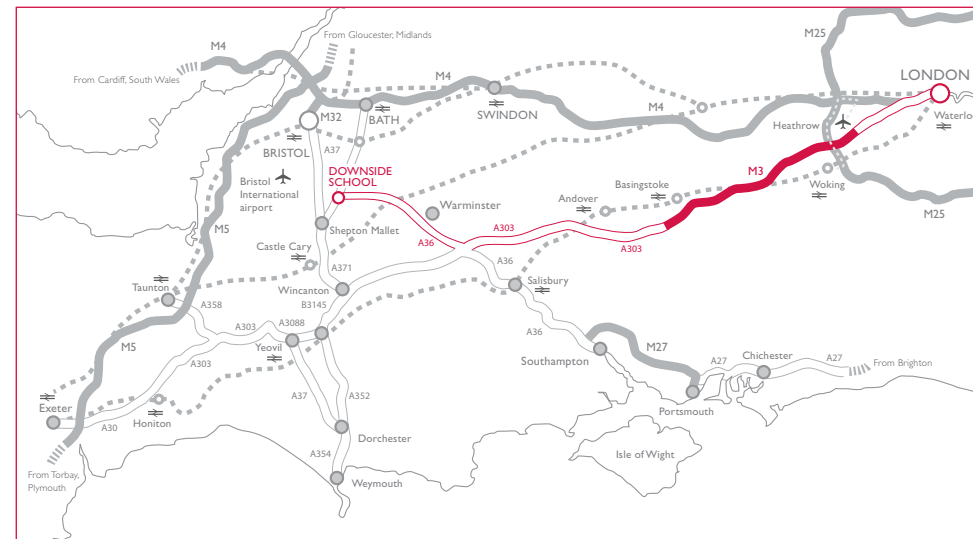 From Gloucester, Midlands
M25
M4
From Cardiff, South Wales
M4
LONDON
M4
SWINDON
Waterlo
Heathrow
M32
BATH
A37
BRISTOL
DOWNSIDE
SCHOOL
Bristol
International
airport
M3
Basingstoke
Woking
Andover
M25
Warminster
Shepton Mallet
A303
A36
A303
M5
Castle Cary
A371
A36
Taunton
Wincanton
Salisbury
A358
B3145
A303
A3088
A36
M5
Yeovil
M27
Southampton
Chichester
A27
A27
From Brighton
A303
Exeter
A37
A352
Portsmouth
A30
Honiton
Dorchester
A354
Isle of Wight
From Torbay,
Plymouth
Weymouth